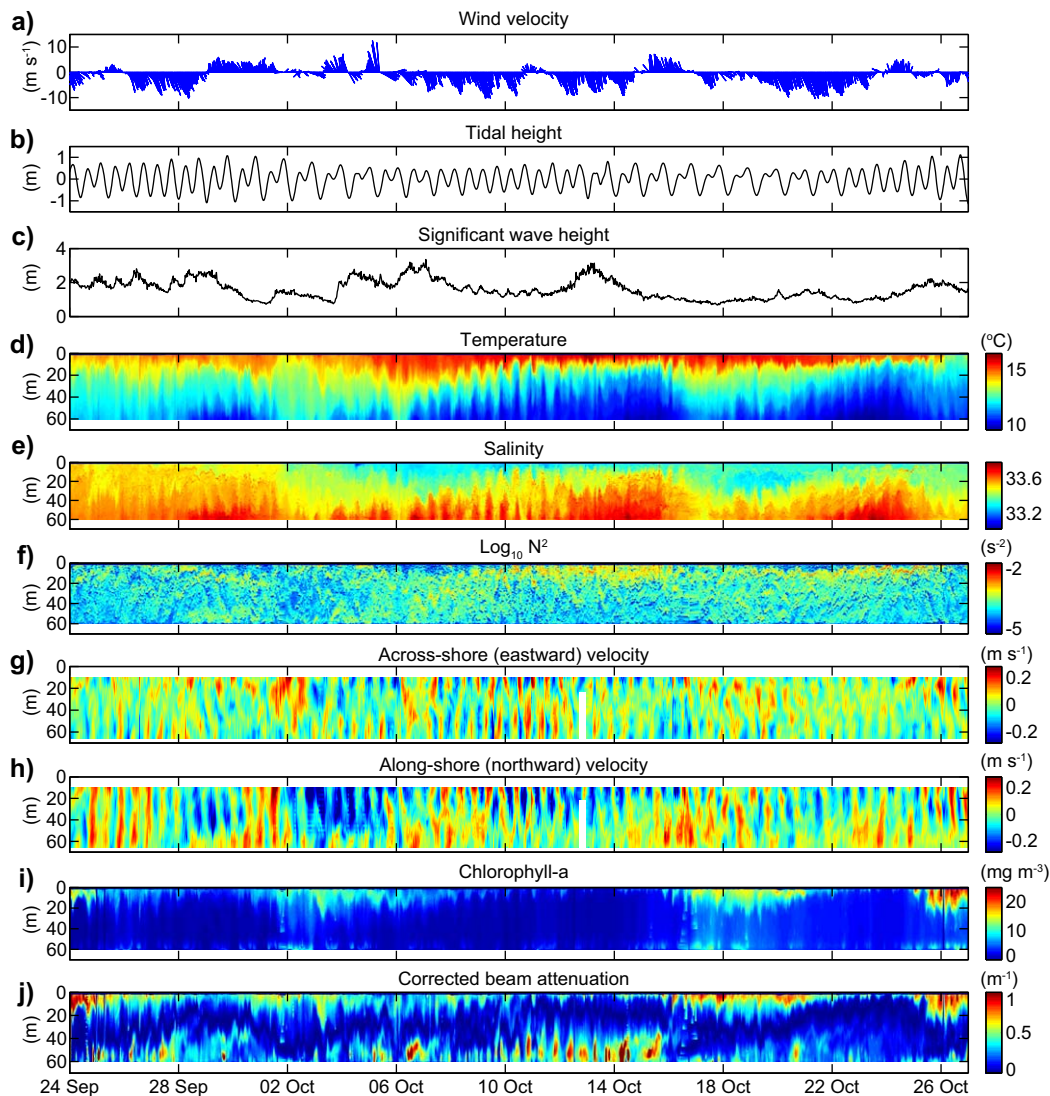 a) Wind velocity
(m s⁻¹)
10
0
-10
b) Tidal height
(m)
1
0
-1
c) Significant wave height
(m)
4
2
0
d) Temperature (°C)
(m)
0
20
40
60
15
10
e) Salinity
(m)
0
20
40
60
33.6
33.2
f) Log₁₀ N² (s⁻²)
(m)
0
20
40
60
-2
-5
g) Across-shore (eastward) velocity (m s⁻¹)
(m)
0
20
40
60
0.2
0
-0.2
h) Along-shore (northward) velocity (m s⁻¹)
(m)
0
20
40
60
0.2
0
-0.2
i) Chlorophyll-a (mg m⁻³)
(m)
0
20
40
60
20
10
0
j) Corrected beam attenuation (m⁻¹)
(m)
0
20
40
60
1
0.5
0
24 Sep 28 Sep 02 Oct 06 Oct 10 Oct 14 Oct 18 Oct 22 Oct 26 Oct